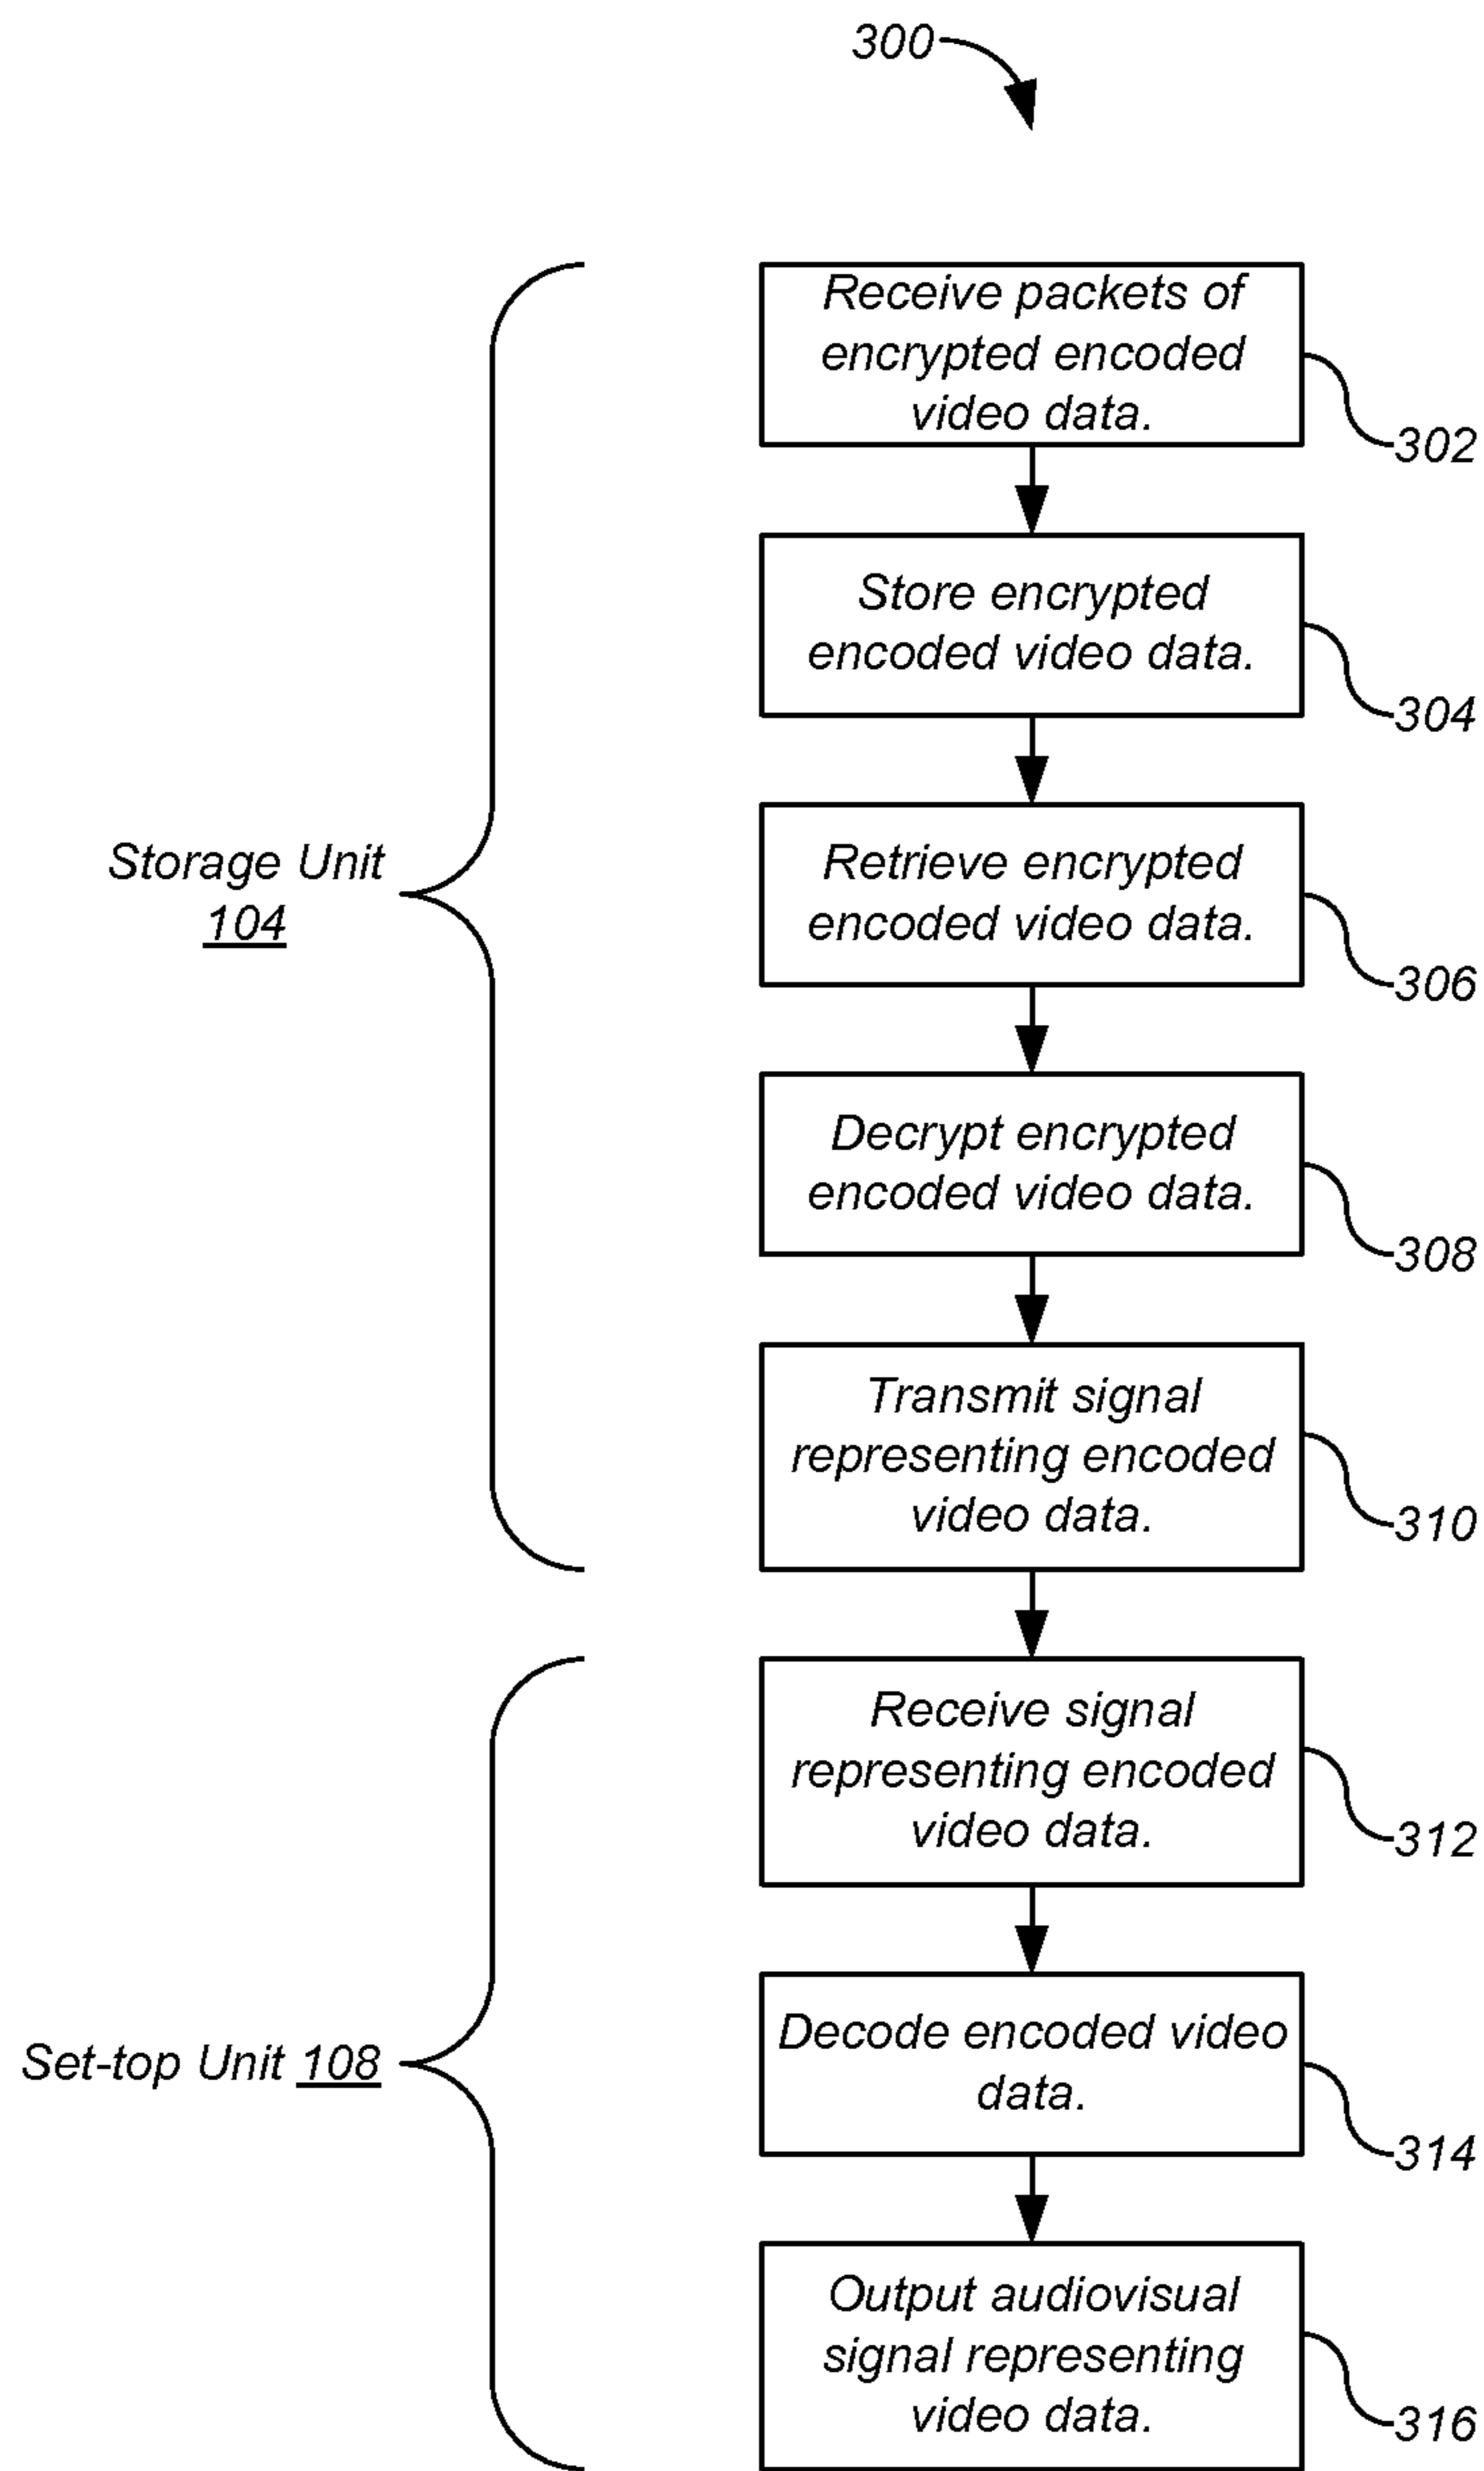 300
Receive packets of
encrypted encoded
video data.
302
Store encrypted
encoded video data.
304
Storage Unit
104
Retrieve encrypted
encoded video data.
306
Decrypt encrypted
encoded video data.
308
Transmit signal
representing encoded
video data.
310
Receive signal
representing encoded
video data.
312
Set-top Unit 108
Decode encoded video
data.
314
Output audiovisual
signal representing
video data.
316